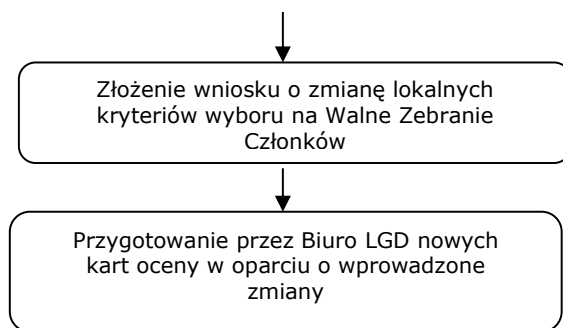 Złożenie wniosku o zmianę lokalnych
kryteriów wyboru na Walne Zebranie
Członków
Przygotowanie przez Biuro LGD nowych
kart oceny w oparciu o wprowadzone
zmiany